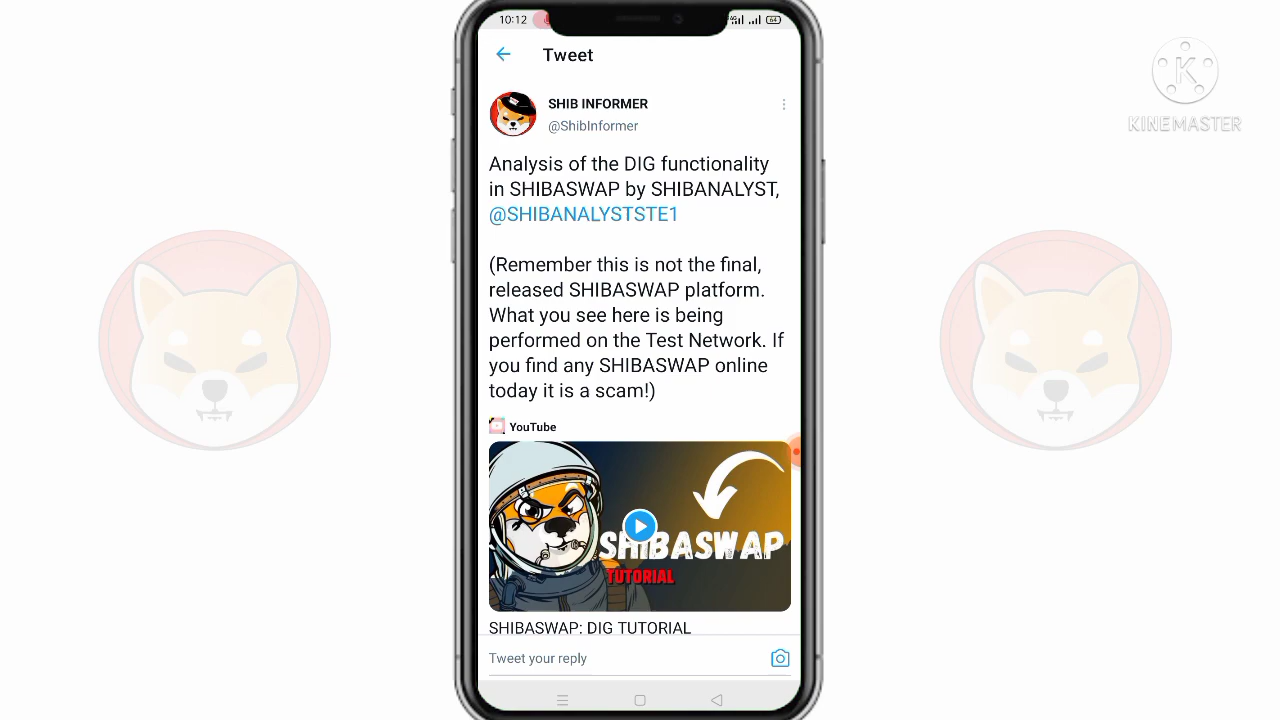 10:12
64
Tweet
KINEMASTER
SHIB INFORMER
@ShibInformer
Analysis of the DIG functionality
in SHIBASWAP by SHIBANALYST,
@SHIBANALYSTSTE1
(Remember this is not the final,
released SHIBASWAP platform.
What you see here is being
performed on the Test Network. If
you find any SHIBASWAP online
today it is a scam!)
YouTube
SHIBASWAP
TUTORIAL
SHIBASWAP: DIG TUTORIAL
Tweet your reply